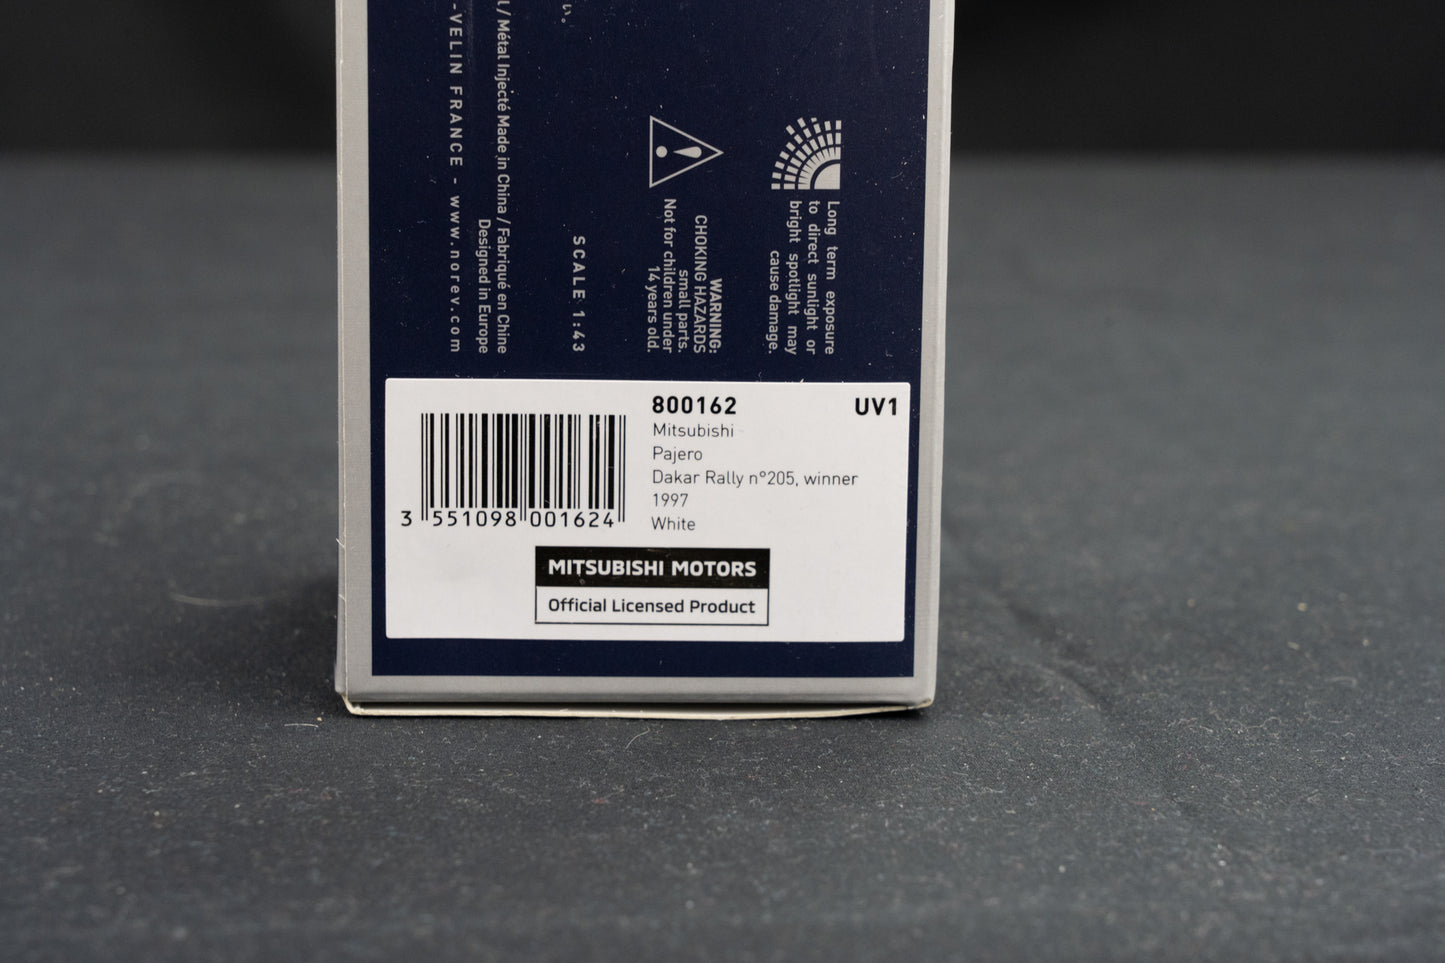 い。
l / Métal Injecté Made in China / Fabriqué en Chine
Designed in Europe
-VELIN FRANCE - www.norev.com
SCALE 1:43
WARNING:
CHOKING HAZARDS
small parts.
Not for children under
14 years old.
Long term exposure
to direct sunlight or
bright spotlight may
cause damage.
800162
UV1
Mitsubishi
Pajero
Dakar Rally n°205, winner
1997
White
3 551098 001624
MITSUBISHI MOTORS
Official Licensed Product